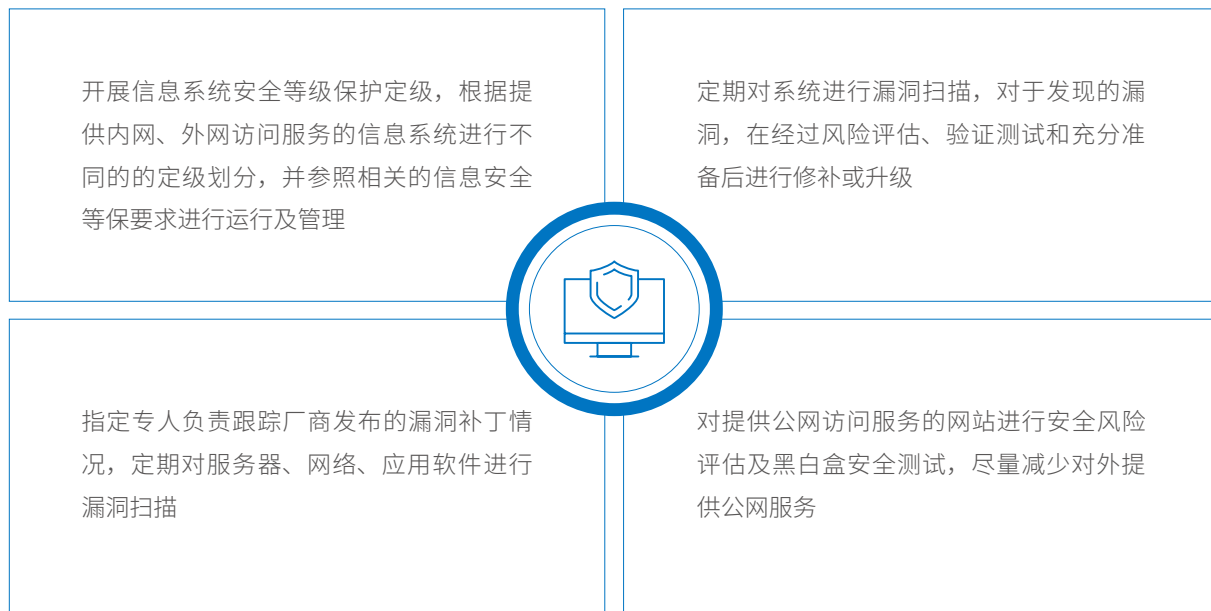 开展信息系统安全等级保护定级，根据提
供内网、外网访问服务的信息系统进行不
同的的定级划分，并参照相关的信息安全
等保要求进行运行及管理
定期对系统进行漏洞扫描，对于发现的漏
洞，在经过风险评估、验证测试和充分准
备后进行修补或升级
指定专人负责跟踪厂商发布的漏洞补丁情
况，定期对服务器、网络、应用软件进行
漏洞扫描
对提供公网访问服务的网站进行安全风险
评估及黑白盒安全测试，尽量减少对外提
供公网服务